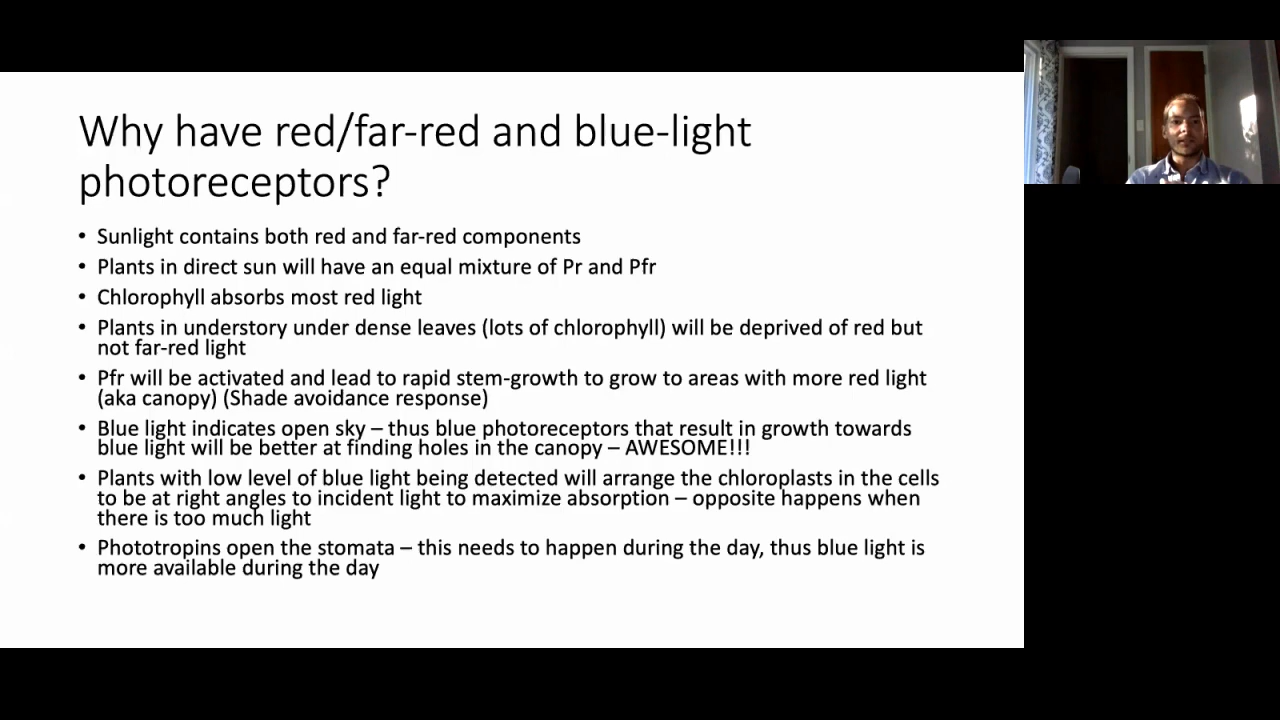 Why have red/far-red and blue-light
photoreceptors?
• Sunlight contains both red and far-red components
• Plants in direct sun will have an equal mixture of Pr and Pfr
• Chlorophyll absorbs most red light
• Plants in understory under dense leaves (lots of chlorophyll) will be deprived of red but
not far-red light
• Pfr will be activated and lead to rapid stem-growth to grow to areas with more red light
(aka canopy) (Shade avoidance response)
• Blue light indicates open sky – thus blue photoreceptors that result in growth towards
blue light will be better at finding holes in the canopy – AWESOME!!!
• Plants with low level of blue light being detected will arrange the chloroplasts in the cells
to be at right angles to incident light to maximize absorption – opposite happens when
there is too much light
• Phototropins open the stomata – this needs to happen during the day, thus blue light is
more available during the day